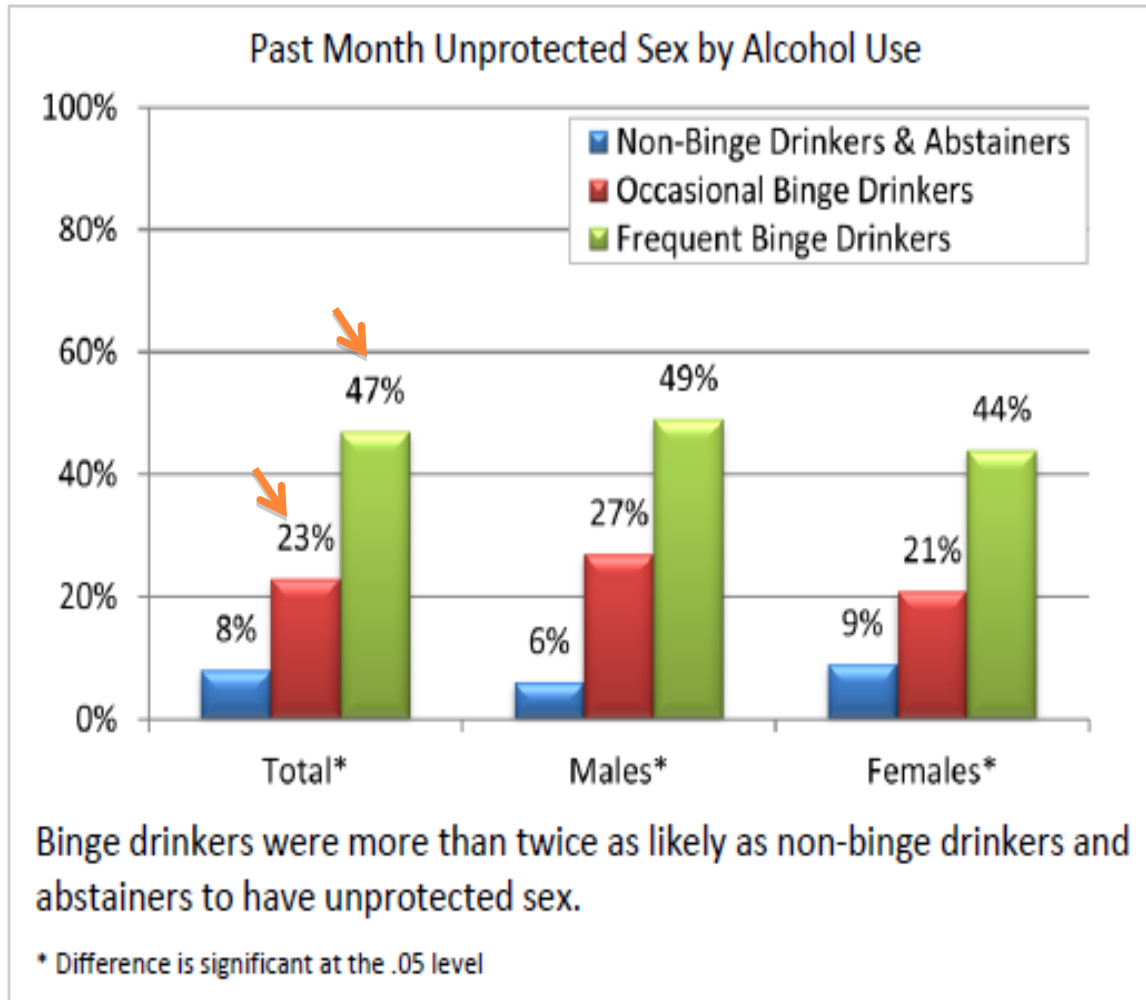 Past Month Unprotected Sex by Alcohol Use
100%
80%
60%
40%
20%
0%
Non-Binge Drinkers & Abstainers
Occasional Binge Drinkers
Frequent Binge Drinkers
8%
23%
47%
6%
27%
49%
9%
21%
44%
Total*
Males*
Females*
Binge drinkers were more than twice as likely as non-binge drinkers and
abstainers to have unprotected sex.
* Difference is significant at the .05 level